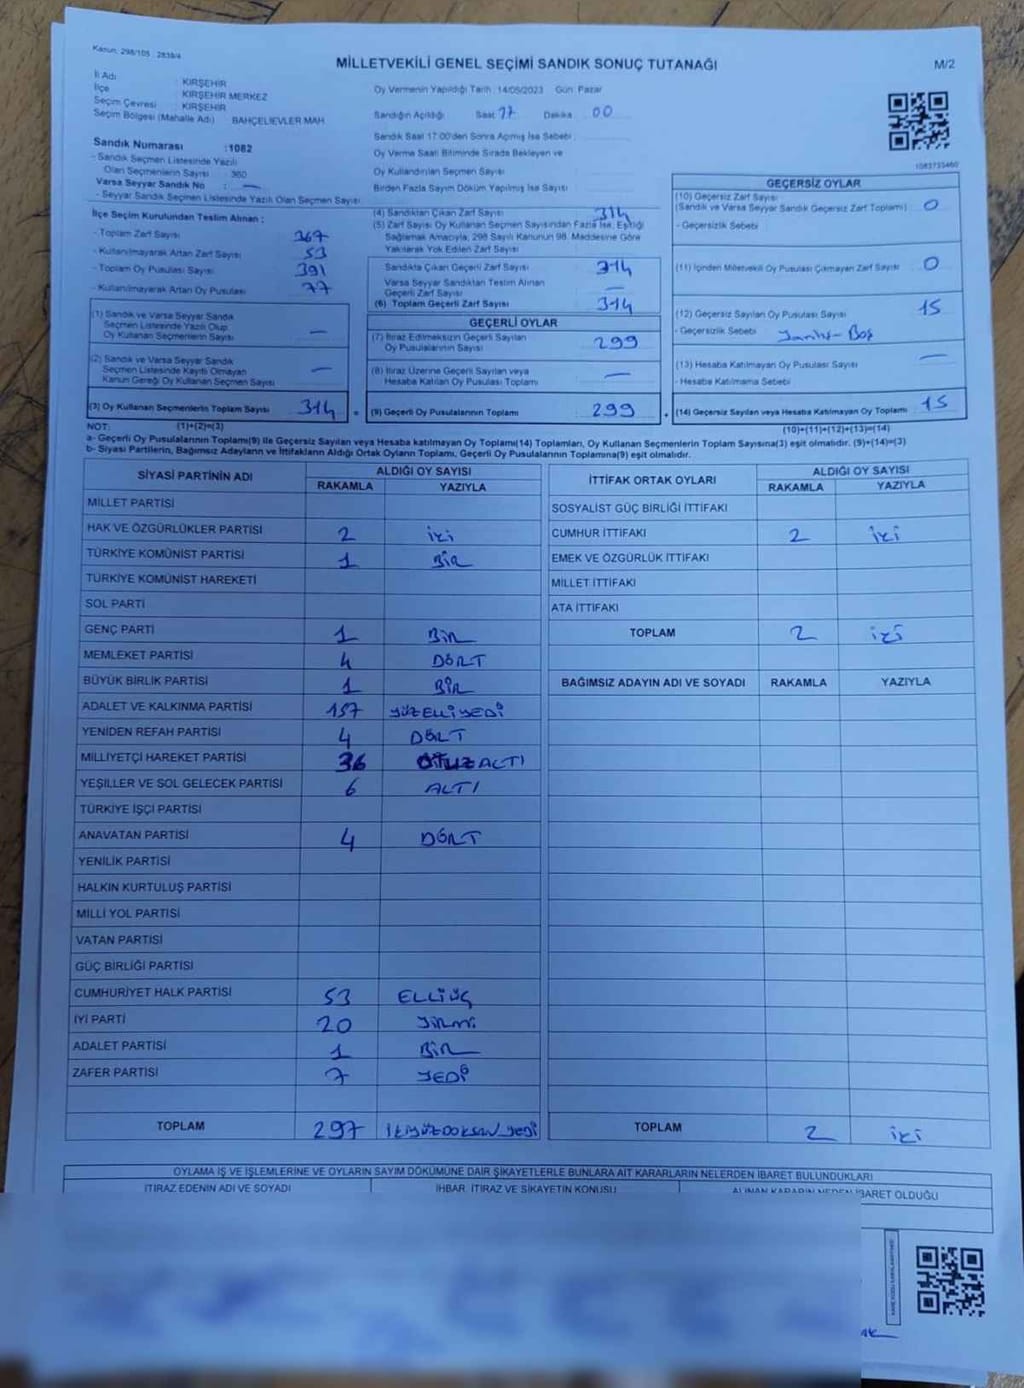 Kanun: 298/105 2839/4
MİLLETVEKİLİ GENEL SEÇİMİ SANDIK SONUÇ TUTANAĞI
M/2
İl Adı : KIRŞEHİR
İlçe : KIRŞEHİR MERKEZ
Seçim Çevresi : KIRŞEHİR
Seçim Bölgesi (Mahalle Adı) BAHÇELİEVLER MAH.
Sandık Numarası :1082
- Sandık Seçmen Listesinde Yazılı
Olan Seçmenlerin Sayısı : 360
Varsa Seyyar Sandık No : —
- Seyyar Sandık Seçmen Listesinde Yazılı Olan Seçmen Sayısı
Oy Vermenin Yapıldığı Tarih :14/05/2023 Gün: Pazar
Sandığın Açıldığı Saat 17 Dakika 00
Sandık Saat 17:00'den Sonra Açımış İse Sebebi
Oy Verme Saati Bitiminde Sırada Bekleyen ve
Oy Kullandırılan Seçmen Sayısı
Birden Fazla Sayım Döküm Yapılmış İse Sayısı
1083733460
İlçe Seçim Kurulundan Teslim Alınan :
- Toplam Zarf Sayısı 367
- Kullanılmayarak Artan Zarf Sayısı 53
- Toplam Oy Pusulası Sayısı 391
- Kullanılmayarak Artan Oy Pusulası 77
(1) Sandık ve Varsa Seyyar Sandık
Seçmen Listesinde Yazılı Olup
Oy Kullanan Seçmenlerin Sayısı —
(2) Sandık ve Varsa Seyyar Sandık
Seçmen Listesinde Kayıtlı Olmayan
Kanun Gereği Oy Kullanan Seçmen Sayısı —
(3) Oy Kullanan Seçmenlerin Toplam Sayısı 314
(4) Sandıktan Çıkan Zarf Sayısı 314
(5) Zarf Sayısı Oy Kullanan Seçmen Sayısından Fazla İse, Eşitliği
Sağlamak Amacıyla, 298 Sayılı Kanunun 98. Maddesine Göre
Yakılarak Yok Edilen Zarf Sayısı
Sandıkta Çıkan Geçerli Zarf Sayısı 314
Varsa Seyyar Sandıktan Teslim Alınan
Geçerli Zarf Sayısı —
(6) Toplam Geçerli Zarf Sayısı 314
GEÇERLİ OYLAR
(7) İtiraz Edilmeksizin Geçerli Sayılan
Oy Pusulalarının Sayısı 299
(8) İtiraz Üzerine Geçerli Sayılan veya
Hesaba Katılan Oy Pusulası Toplamı —
(9) Geçerli Oy Pusulalarının Toplamı 299
GEÇERSİZ OYLAR
(10) Geçersiz Zarf Sayısı
(Sandık ve Varsa Seyyar Sandık Geçersiz Zarf Toplamı) 0
- Geçersizlik Sebebi
(11) İçinden Milletvekili Oy Pusulası Çıkmayan Zarf Sayısı 0
(12) Geçersiz Sayılan Oy Pusulası Sayısı 15
- Geçersizlik Sebebi Yanlış-Boş
(13) Hesaba Katılmayan Oy Pusulası Sayısı —
- Hesaba Katılmama Sebebi
(14) Geçersiz Sayılan veya Hesaba Katılmayan Oy Toplamı 15
NOT: (1)+(2)=(3) (10)+(11)+(12)+(13)=(14)
a- Geçerli Oy Pusulalarının Toplamı(9) ile Geçersiz Sayılan veya Hesaba katılmayan Oy Toplamı(14) Toplamları, Oy Kullanan Seçmenlerin Toplam Sayısına(3) eşit olmalıdır. (9)+(14)=(3)
b- Siyasi Partilerin, Bağımsız Adayların ve İttifakların Aldığı Ortak Oyların Toplamı, Geçerli Oy Pusulalarının Toplamına(9) eşit olmalıdır.
SİYASİ PARTİNİN ADI ALDIĞI OY SAYISI
RAKAMLA YAZIYLA
MİLLET PARTİSİ
HAK VE ÖZGÜRLÜKLER PARTİSİ 2 İKİ
TÜRKİYE KOMÜNİST PARTİSİ 1 BİR
TÜRKİYE KOMÜNİST HAREKETİ
SOL PARTİ
GENÇ PARTİ 1 BİR
MEMLEKET PARTİSİ 4 DÖRT
BÜYÜK BİRLİK PARTİSİ 1 BİR
ADALET VE KALKINMA PARTİSİ 157 YÜZELLİYEDİ
YENİDEN REFAH PARTİSİ 4 DÖRT
MİLLİYETÇİ HAREKET PARTİSİ 36 OTUZALTI
YEŞİLLER VE SOL GELECEK PARTİSİ 6 ALTI
TÜRKİYE İŞÇİ PARTİSİ
ANAVATAN PARTİSİ 4 DÖRT
YENİLİK PARTİSİ
HALKIN KURTULUŞ PARTİSİ
MİLLİ YOL PARTİSİ
VATAN PARTİSİ
GÜÇ BİRLİĞİ PARTİSİ
CUMHURİYET HALK PARTİSİ 53 ELLİÜÇ
İYİ PARTİ 20 YİRMİ
ADALET PARTİSİ 1 BİR
ZAFER PARTİSİ 7 YEDİ
TOPLAM 297 İKİYÜZDOKSAN YEDİ
İTTİFAK ORTAK OYLARI ALDIĞI OY SAYISI
RAKAMLA YAZIYLA
SOSYALİST GÜÇ BİRLİĞİ İTTİFAKI
CUMHUR İTTİFAKI 2 İKİ
EMEK VE ÖZGÜRLÜK İTTİFAKI
MİLLET İTTİFAKI
ATA İTTİFAKI
TOPLAM 2 İKİ
BAĞIMSIZ ADAYIN ADI VE SOYADI RAKAMLA YAZIYLA
TOPLAM 2 İKİ
OYLAMA İŞ VE İŞLEMLERİNE VE OYLARIN SAYIM DÖKÜMÜNE DAİR ŞİKAYETLERLE BUNLARA AİT KARARLARIN NELERDEN İBARET BULUNDUKLARI
İTİRAZ EDENİN ADI VE SOYADI İHBAR, İTİRAZ VE ŞİKAYETİN KONUSU ALINAN KARARIN NEDEN İBARET OLDUĞU